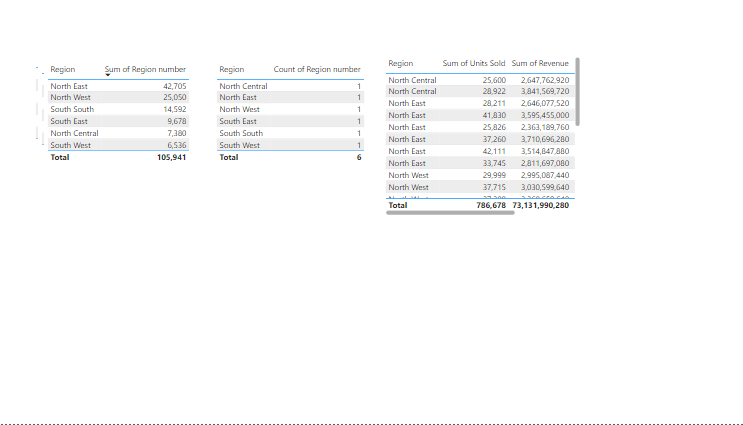 Region Sum of Region number
North East 42,705
North West 25,050
South South 14,592
South East 9,678
North Central 7,380
South West 6,536
Total 105,941
Region Count of Region number
North Central 1
North East 1
North West 1
South East 1
South South 1
South West 1
Total 6
Region Sum of Units Sold Sum of Revenue
North Central 25,600 2,647,762,920
North Central 28,922 3,841,569,720
North East 28,211 2,646,077,520
North East 41,830 3,595,455,000
North East 25,826 2,363,189,760
North East 37,260 3,710,696,280
North East 42,111 3,514,847,880
North East 33,745 2,811,697,080
North West 29,999 2,995,087,440
North West 37,715 3,030,599,640
Total 786,678 73,131,990,280